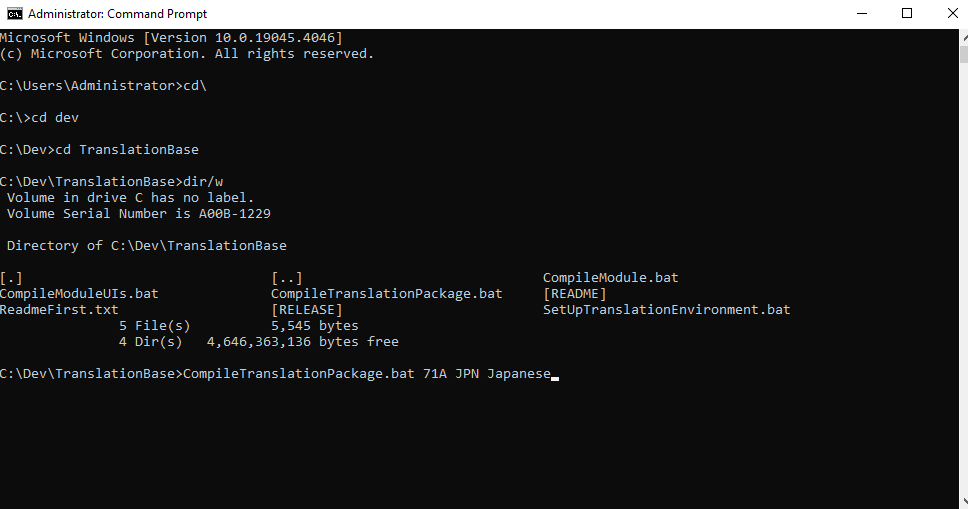 Administrator: Command Prompt
Microsoft Windows [Version 10.0.19045.4046]
(c) Microsoft Corporation. All rights reserved.
C:\Users\Administrator>cd\
C:\>cd dev
C:\Dev>cd TranslationBase
C:\Dev\TranslationBase>dir/w
Volume in drive C has no label.
Volume Serial Number is A00B-1229
Directory of C:\Dev\TranslationBase
[.] [..] CompileModule.bat
CompileModuleUIs.bat CompileTranslationPackage.bat [README]
ReadmeFirst.txt [RELEASE] SetUpTranslationEnvironment.bat
5 File(s) 5,545 bytes
4 Dir(s) 4,646,363,136 bytes free
C:\Dev\TranslationBase>CompileTranslationPackage.bat 71A JPN Japanese